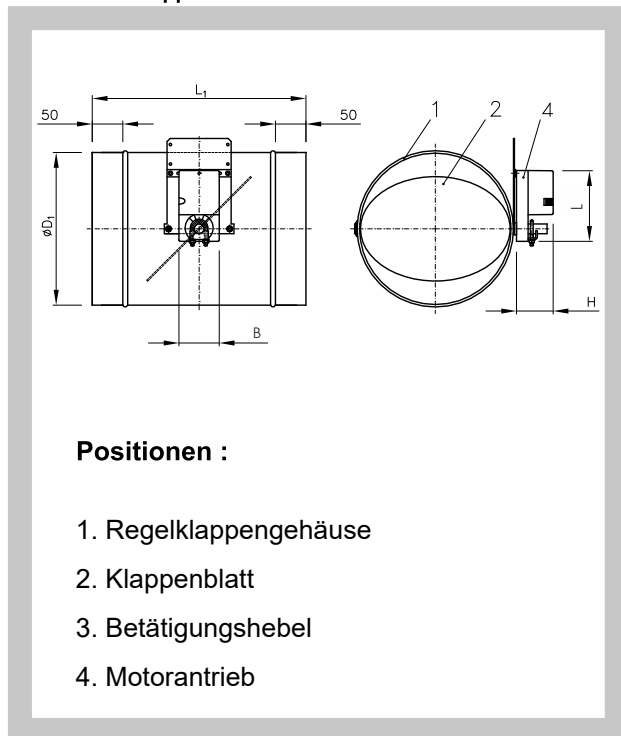 L₁
50
50
1
2
4
øD₁
L
H
B
Positionen :
1. Regelklappengehäuse
2. Klappenblatt
3. Betätigungshebel
4. Motorantrieb